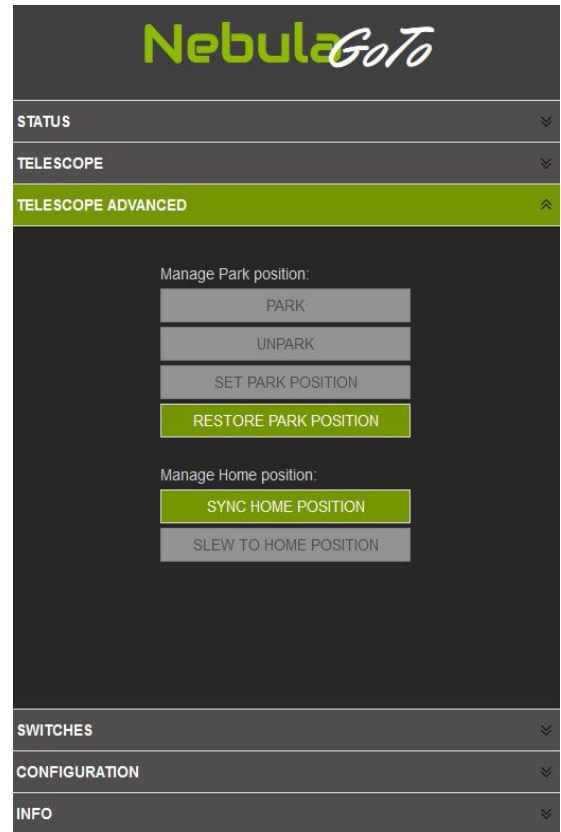 NebulaGoTo
STATUS
TELESCOPE
TELESCOPE ADVANCED
Manage Park position:
PARK
UNPARK
SET PARK POSITION
RESTORE PARK POSITION
Manage Home position:
SYNC HOME POSITION
SLEW TO HOME POSITION
SWITCHES
CONFIGURATION
INFO